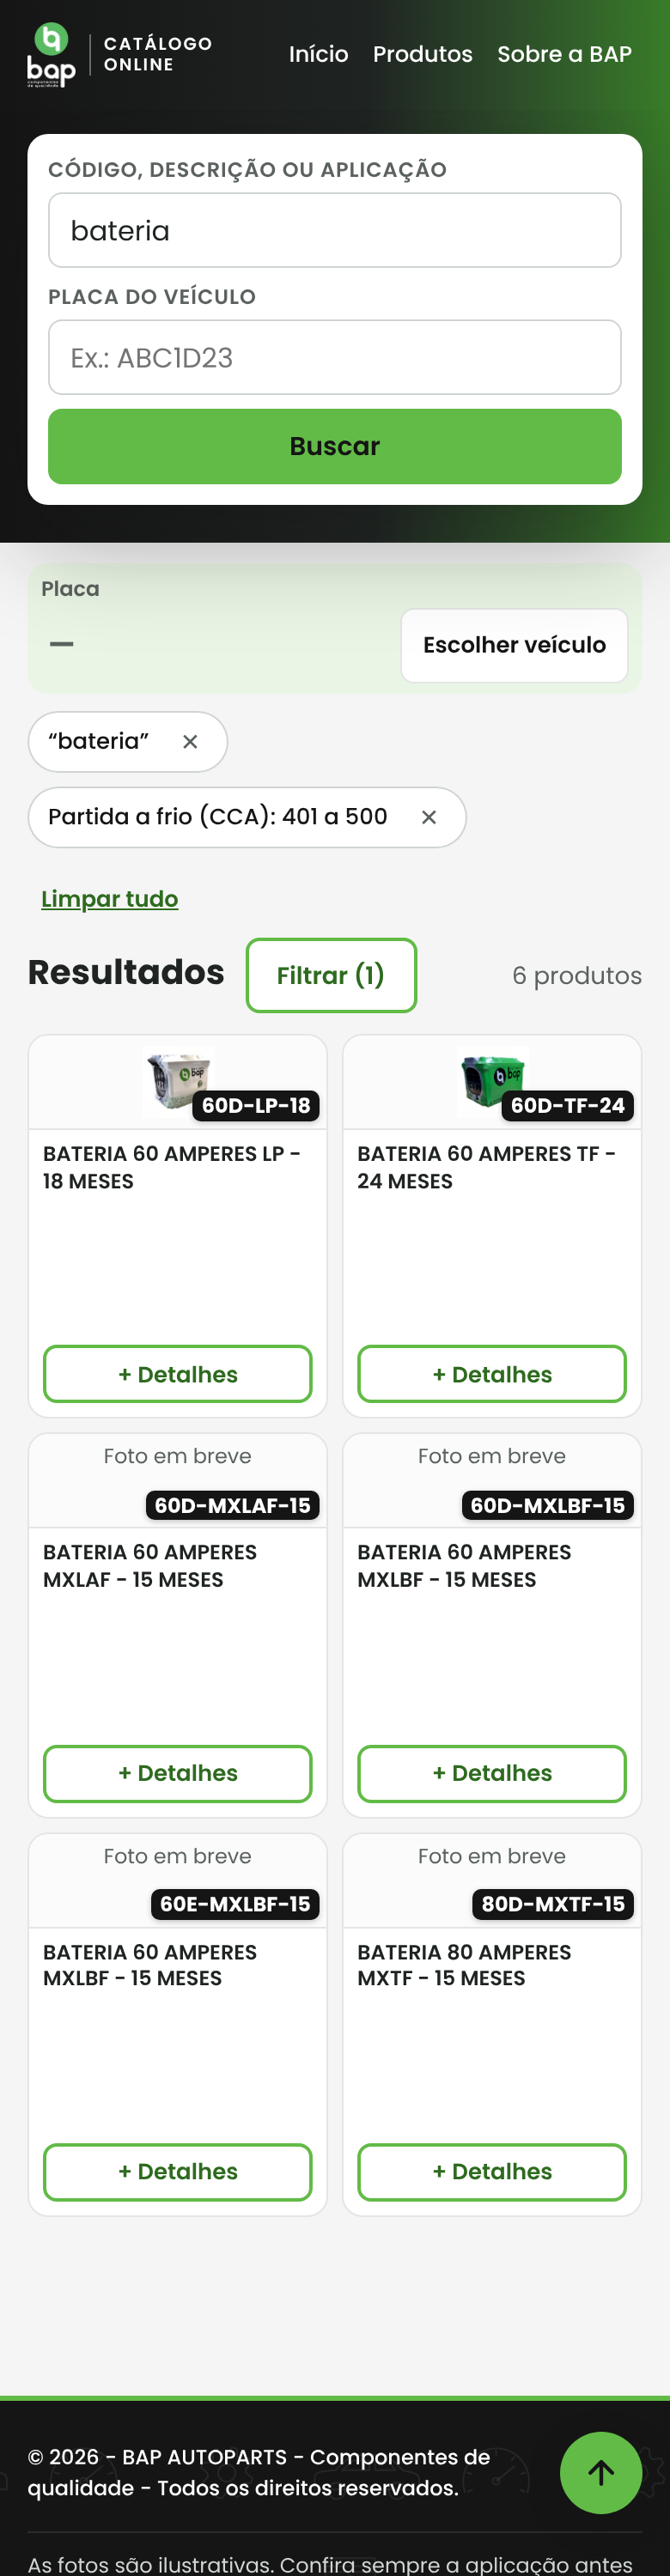 bap
CATÁLOGO
ONLINE
Início Produtos Sobre a BAP
CÓDIGO, DESCRIÇÃO OU APLICAÇÃO
bateria
PLACA DO VEÍCULO
Ex.: ABC1D23
Buscar
Placa
—
Escolher veículo
“bateria” ×
Partida a frio (CCA): 401 a 500 ×
Limpar tudo
Resultados
Filtrar (1)
6 produtos
60D-LP-18
BATERIA 60 AMPERES LP -
18 MESES
+ Detalhes
60D-TF-24
BATERIA 60 AMPERES TF -
24 MESES
+ Detalhes
Foto em breve
60D-MXLAF-15
BATERIA 60 AMPERES
MXLAF - 15 MESES
+ Detalhes
Foto em breve
60D-MXLBF-15
BATERIA 60 AMPERES
MXLBF - 15 MESES
+ Detalhes
Foto em breve
60E-MXLBF-15
BATERIA 60 AMPERES
MXLBF - 15 MESES
+ Detalhes
Foto em breve
80D-MXTF-15
BATERIA 80 AMPERES
MXTF - 15 MESES
+ Detalhes
© 2026 - BAP AUTOPARTS - Componentes de
qualidade - Todos os direitos reservados.
As fotos são ilustrativas. Confira sempre a aplicação antes